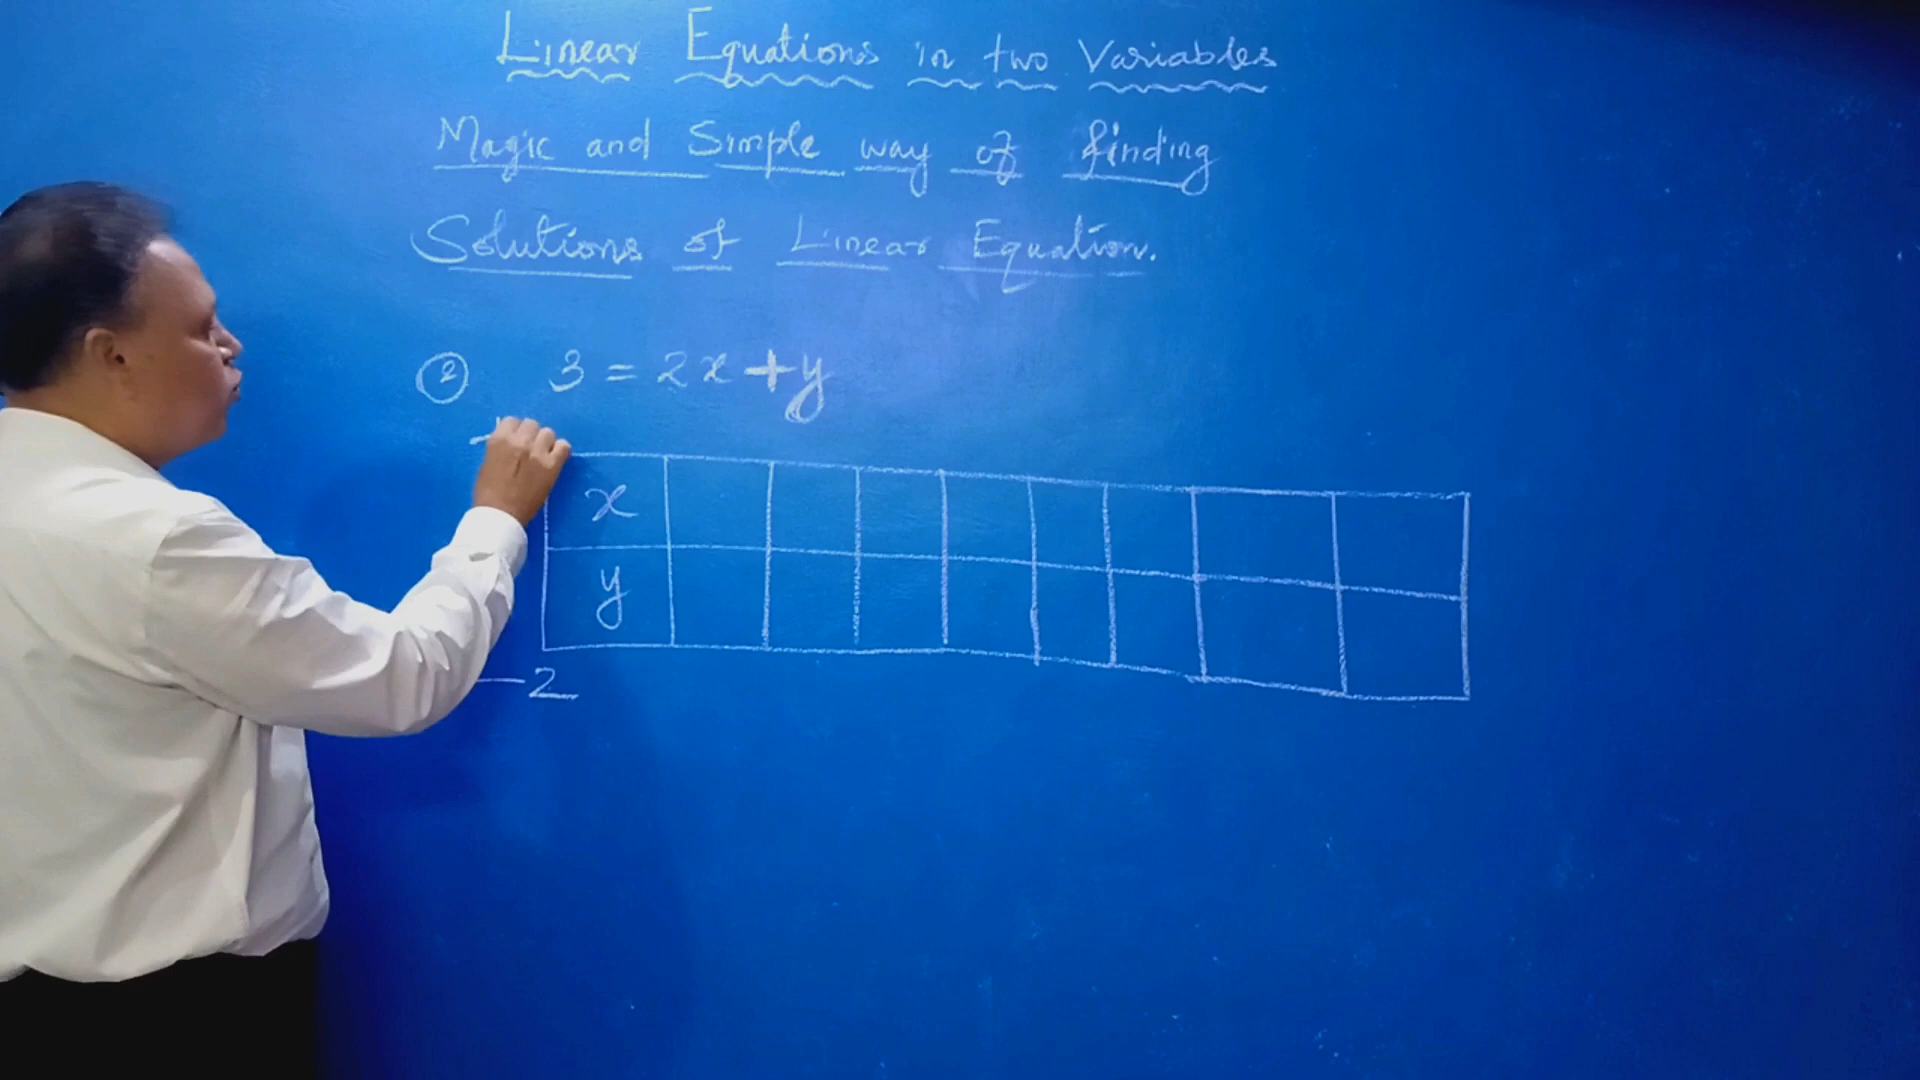 Linear Equations in two Variables
Magic and Simple way of finding
Solutions of Linear Equation.
② 3 = 2x + y
x
y
-2